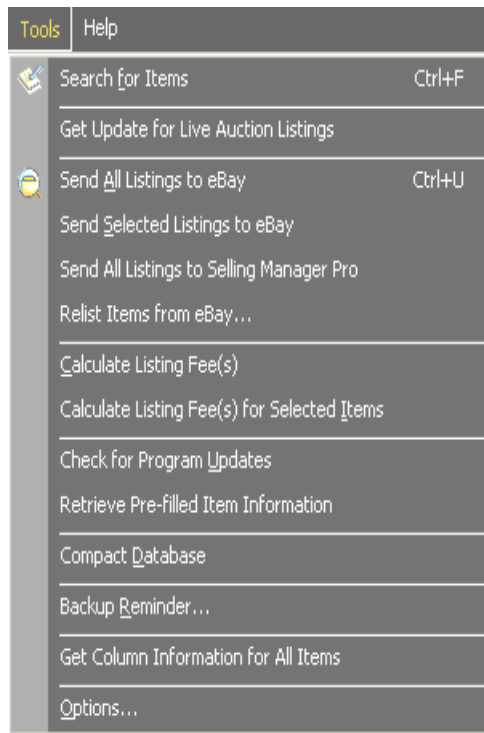 Tools Help
Search for Items Ctrl+F
Get Update for Live Auction Listings
Send All Listings to eBay Ctrl+U
Send Selected Listings to eBay
Send All Listings to Selling Manager Pro
Relist Items from eBay...
Calculate Listing Fee(s)
Calculate Listing Fee(s) for Selected Items
Check for Program Updates
Retrieve Pre-filled Item Information
Compact Database
Backup Reminder...
Get Column Information for All Items
Options...